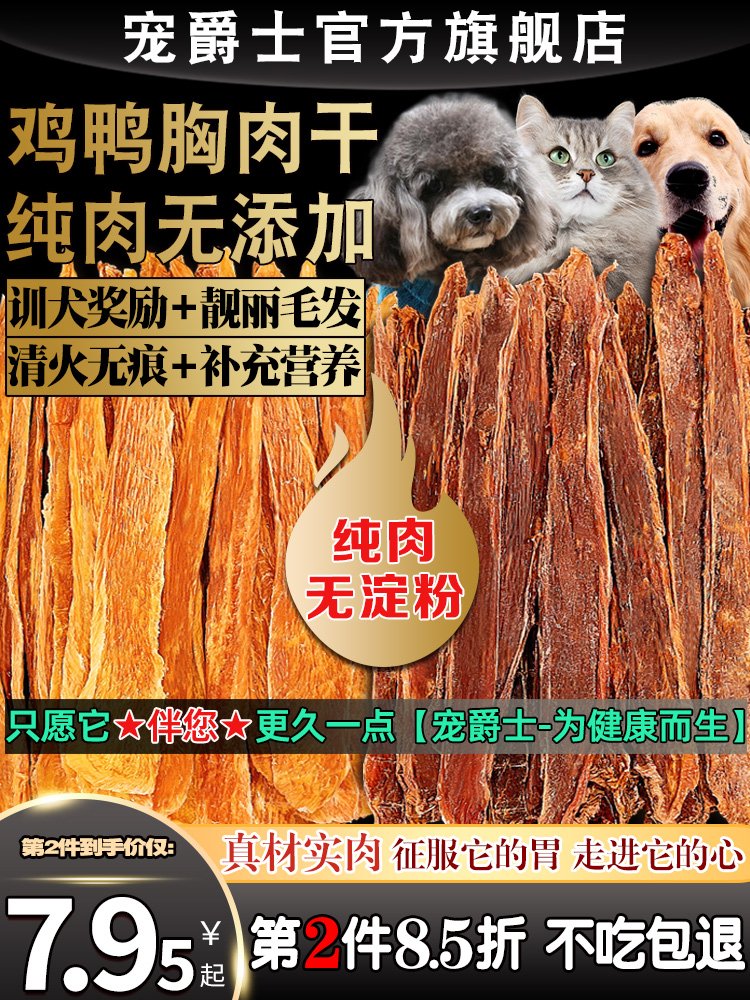 宠爵士官方旗舰店
鸡鸭胸肉干
纯肉无添加
训犬奖励+靓丽毛发
清火无痕+补充营养
纯肉
无淀粉
只愿它★伴您★更久一点【宠爵士-为健康而生】
第2件到手价仅:
真材实肉 征服它的胃 走进它的心
7.95¥起
第2件8.5折 不吃包退